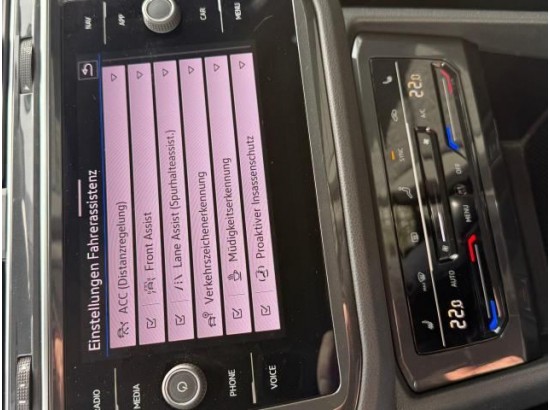 NAV
APP
CAR
MENU
RADIO
MEDIA
PHONE
VOICE
Einstellungen Fahrerassistenz
ACC (Distanzregelung)
Front Assist
Lane Assist (Spurhalteassist.)
Verkehrszeichenerkennung
Müdigkeitserkennung
Proaktiver Insassenschutz
22.0
AUTO
MENU
SYNC
A/C
22.0